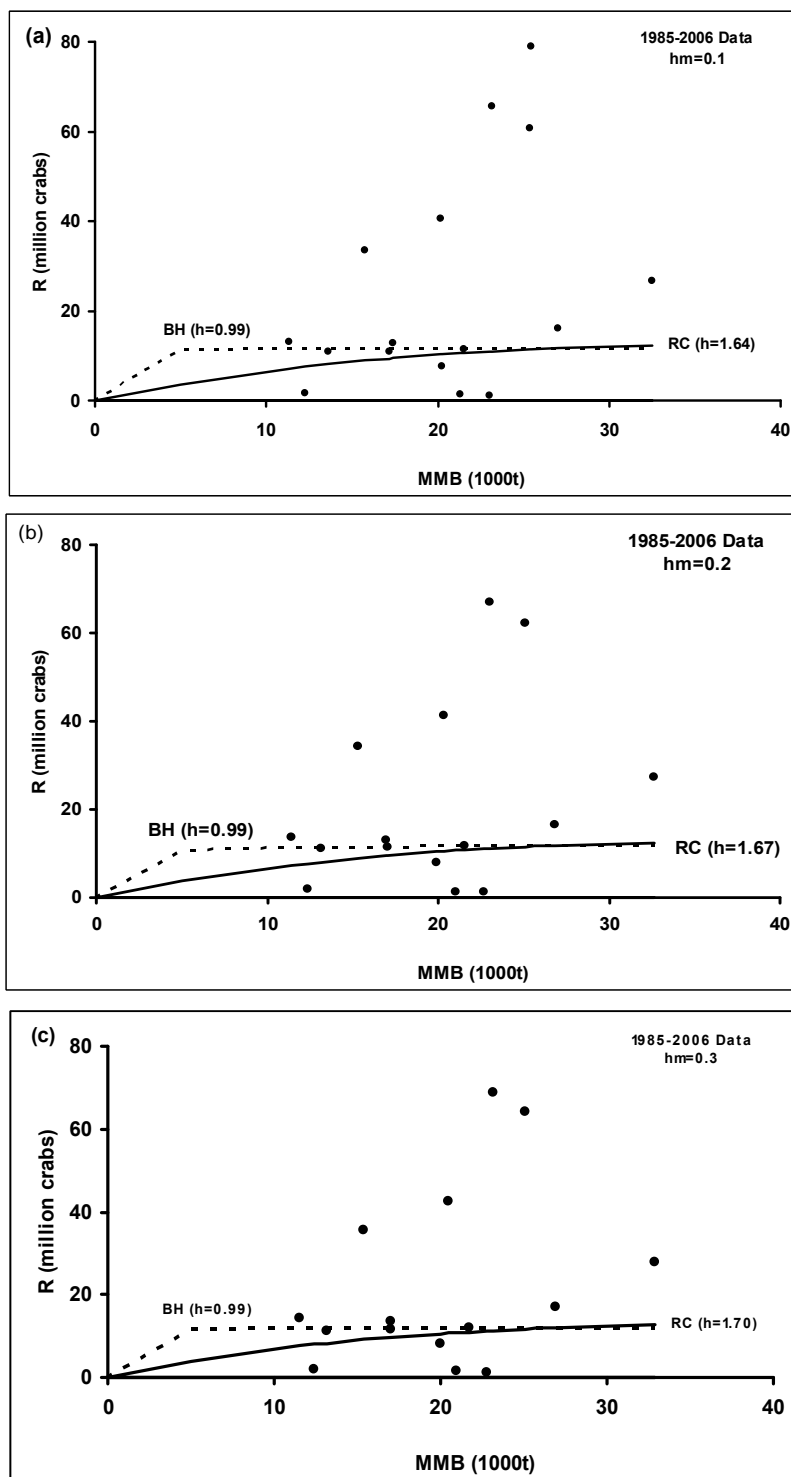 (a)
1985-2006 Data
hm=0.1
80
60
40
20
0
R (million crabs)
BH (h=0.99)
RC (h=1.64)
0 10 20 30 40
MMB (1000t)
(b)
1985-2006 Data
hm=0.2
80
60
40
20
0
R (million crabs)
BH (h=0.99)
RC (h=1.67)
0 10 20 30 40
MMB (1000t)
(c)
1985-2006 Data
hm=0.3
80
60
40
20
0
R (million crabs)
BH (h=0.99)
RC (h=1.70)
0 10 20 30 40
MMB (1000t)